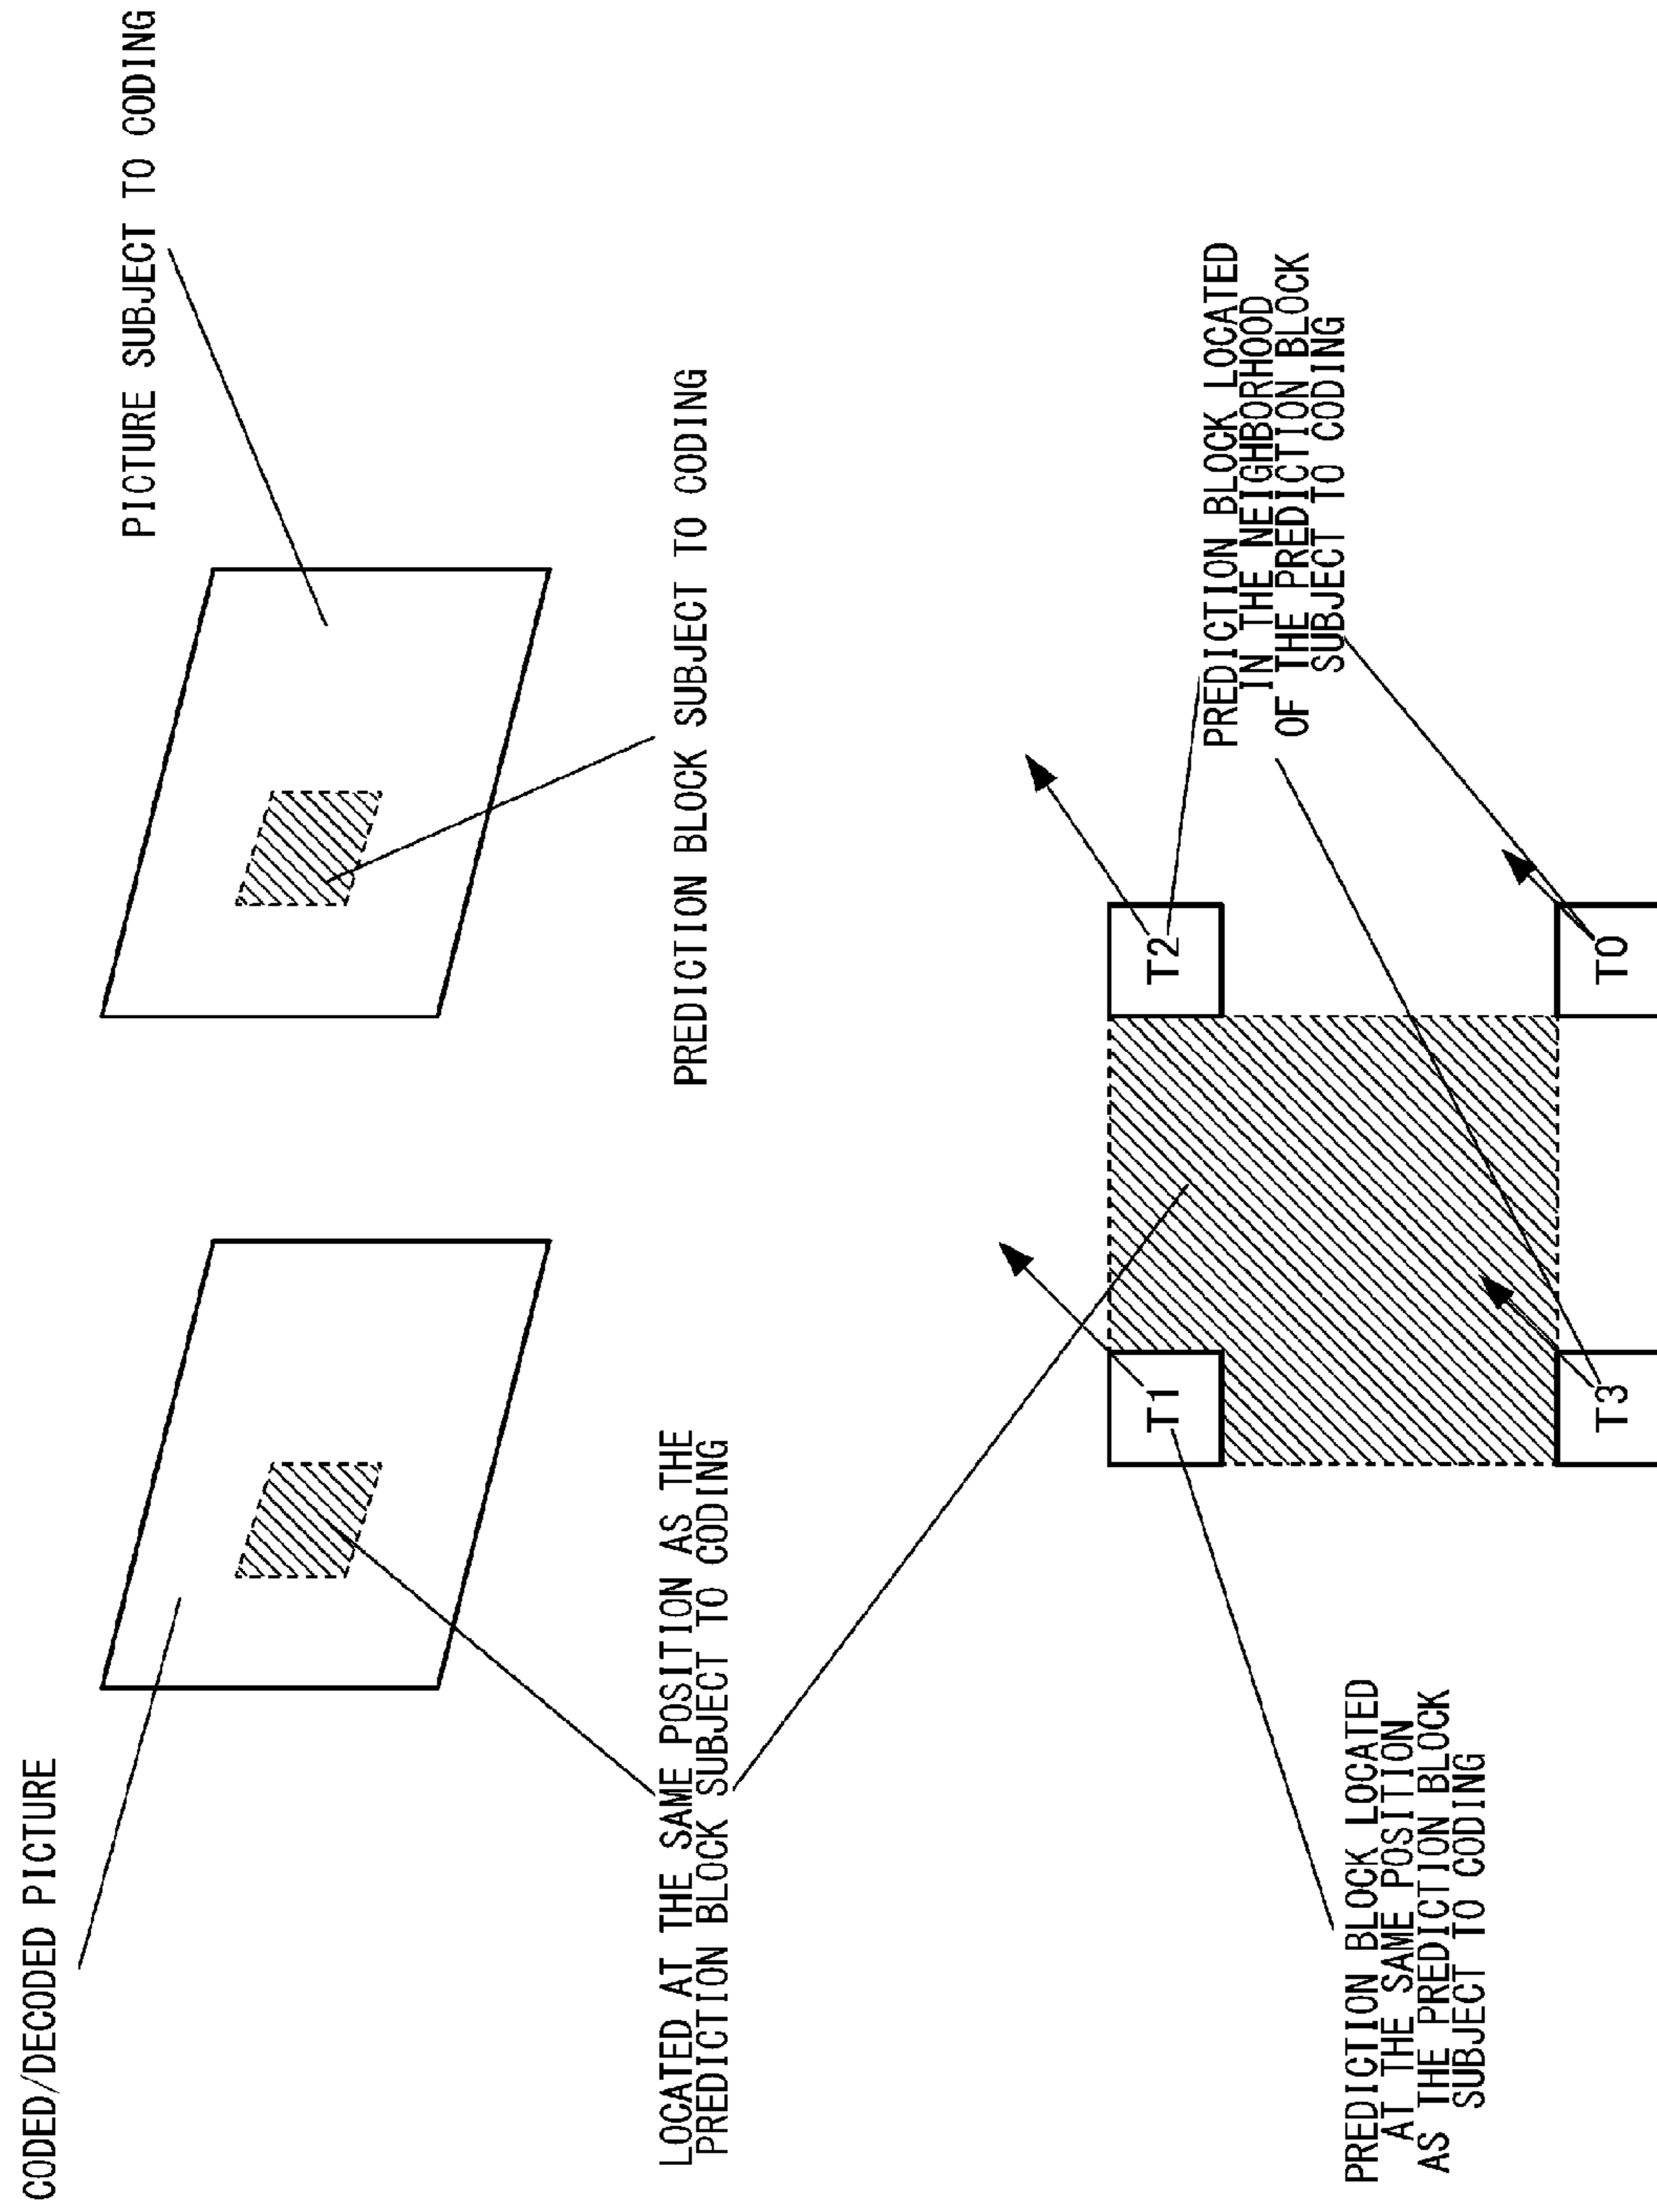 CODED/DECODED PICTURE
PICTURE SUBJECT TO CODING
LOCATED AT THE SAME POSITION AS THE
PREDICTION BLOCK SUBJECT TO CODING
PREDICTION BLOCK SUBJECT TO CODING
T1
T2
T3
T0
PREDICTION BLOCK LOCATED
AT THE SAME POSITION
AS THE PREDICTION BLOCK
SUBJECT TO CODING
PREDICTION BLOCK LOCATED
IN THE NEIGHBORHOOD
OF THE PREDICTION BLOCK
SUBJECT TO CODING